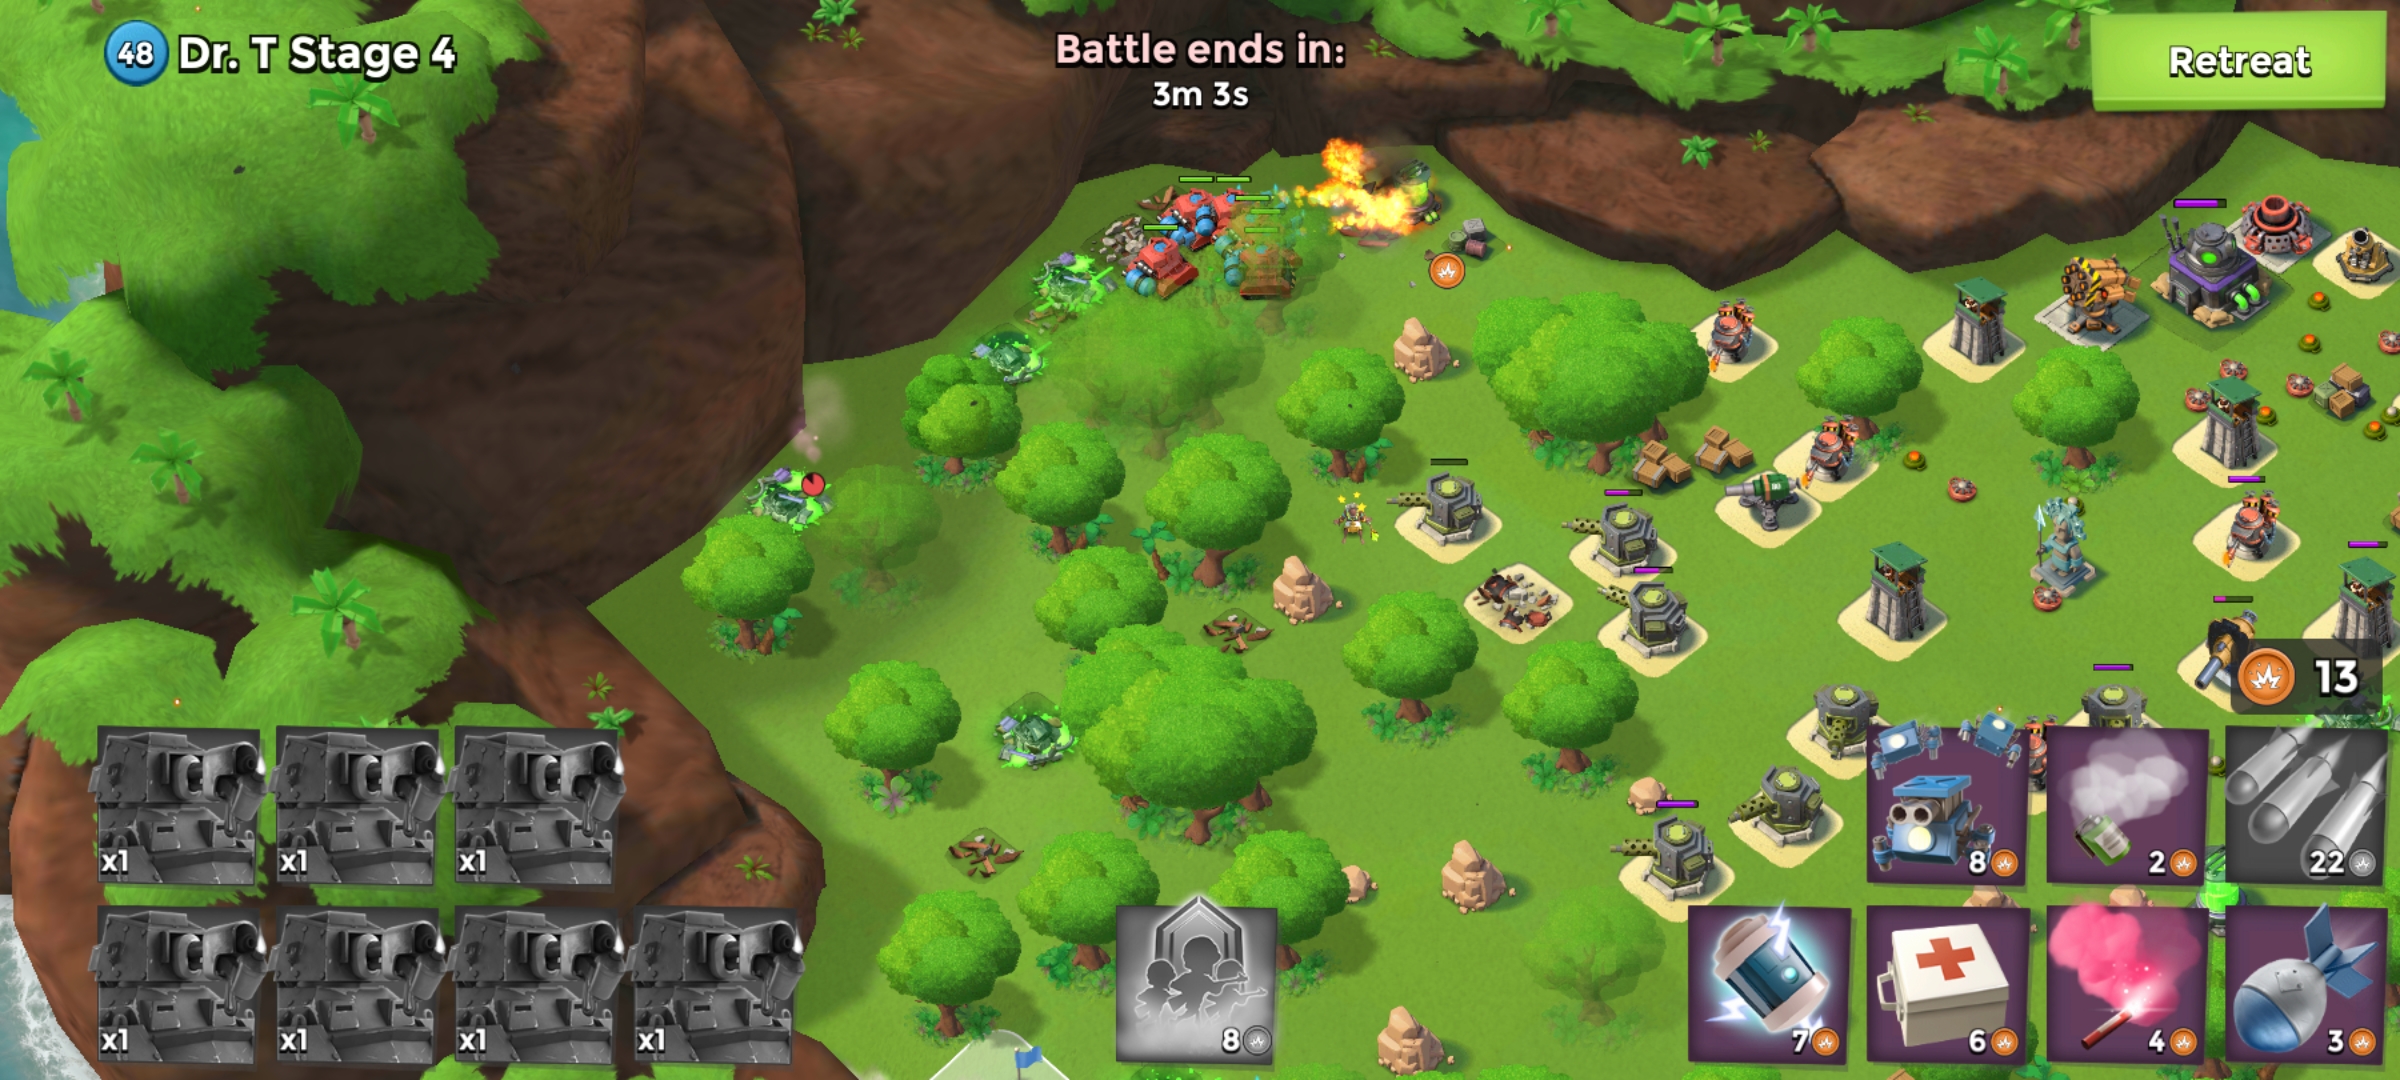 48 Dr. T Stage 4
Battle ends in:
3m 3s
Retreat
13
x1 x1 x1
8 2 22
x1 x1 x1 x1
8
7 6 4 3